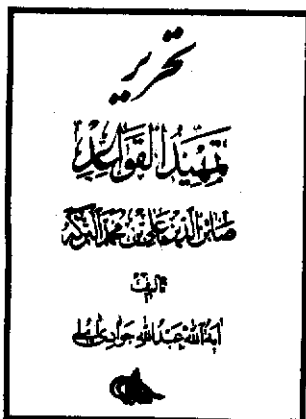 تحرير
تمهيد القواعد
صائن الدين علي بن محمد التركه
تأليف
آية الله عبدالله جوادي آملي